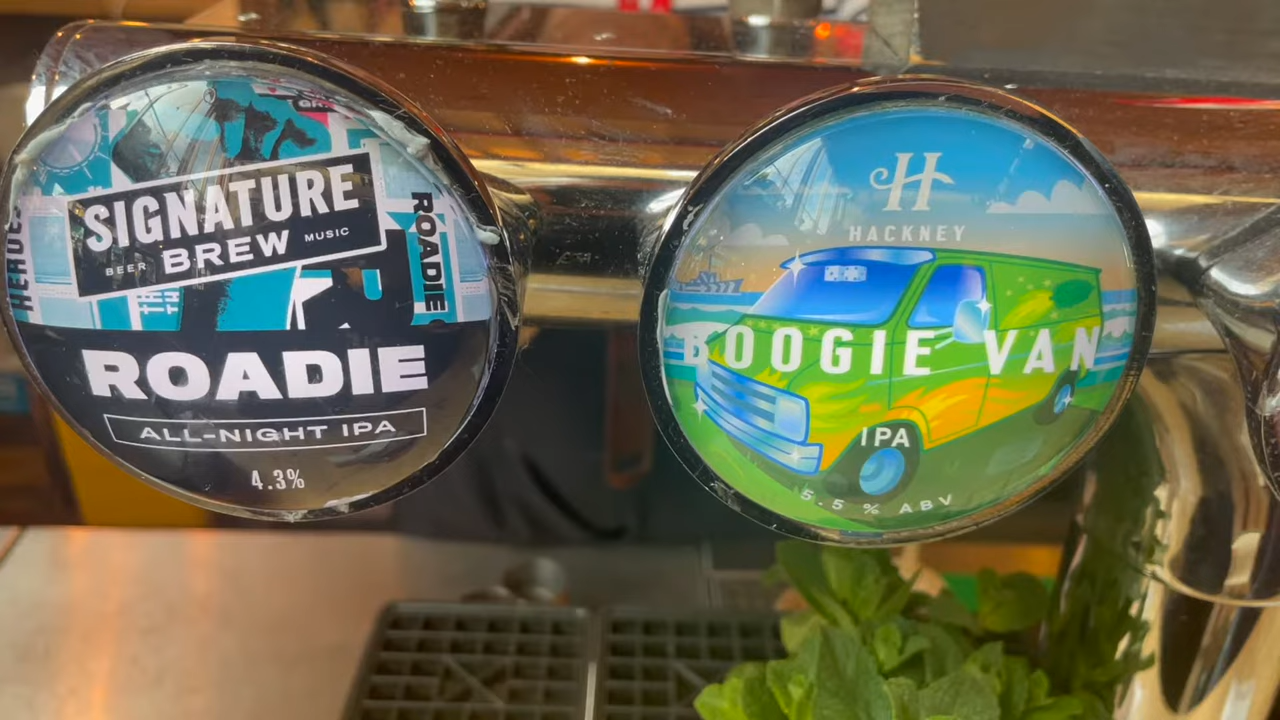 SIGNATURE
BEER BREW MUSIC
ROADIE
ROADIE
ALL-NIGHT IPA
4.3%
H
HACKNEY
BOOGIE VAN
IPA
5.5 % ABV